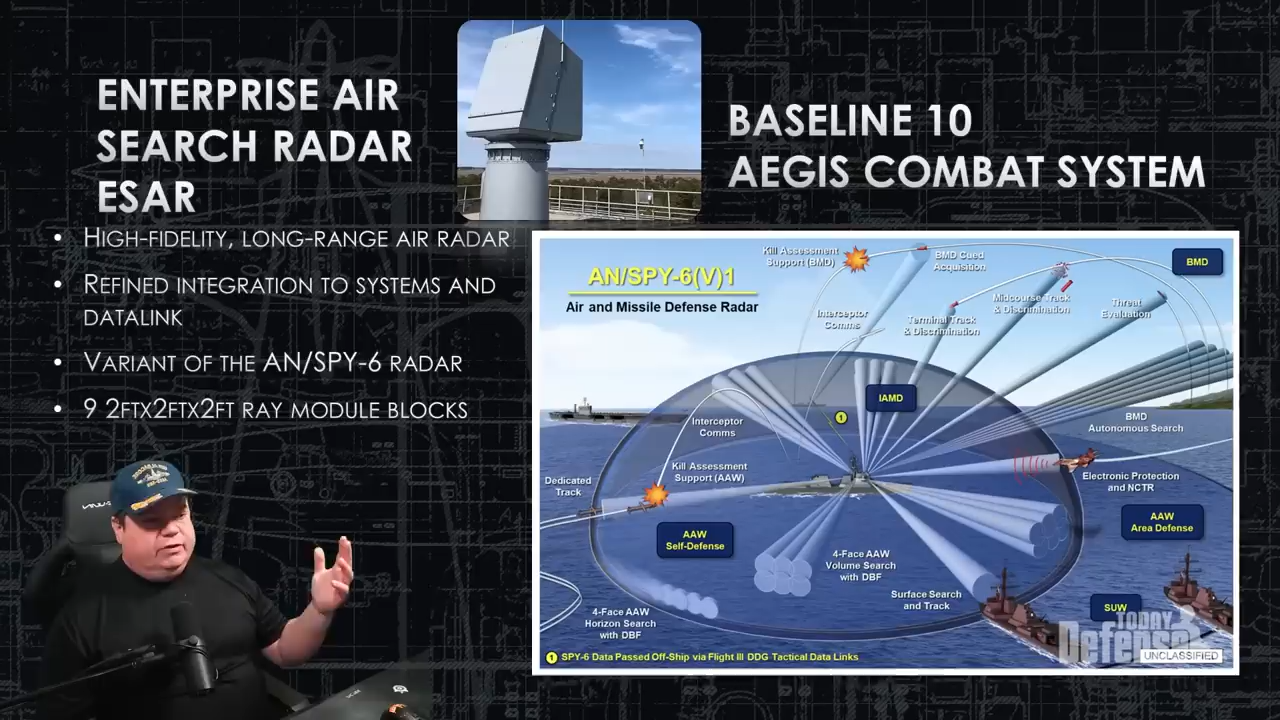 ENTERPRISE AIR
SEARCH RADAR
ESAR
• HIGH-FIDELITY, LONG-RANGE AIR RADAR
• REFINED INTEGRATION TO SYSTEMS AND
DATALINK
• VARIANT OF THE AN/SPY-6 RADAR
• 9 2FTX2FTX2FT RAY MODULE BLOCKS
BASELINE 10
AEGIS COMBAT SYSTEM
AN/SPY-6(V)1
Air and Missile Defense Radar
Kill Assessment
Support (BMD)
BMD Cued
Acquisition
BMD
Interceptor
Comms
Terminal Track
& Discrimination
Midcourse Track
& Discrimination
Threat
Evaluation
IAMD
1
Interceptor
Comms
BMD
Autonomous Search
Kill Assessment
Support (AAW)
Dedicated
Track
Electronic Protection
and NCTR
AAW
Self-Defense
AAW
Area Defense
4-Face AAW
Volume Search
with DBF
Surface Search
and Track
SUW
4-Face AAW
Horizon Search
with DBF
1 SPY-6 Data Passed Off-Ship via Flight III DDG Tactical Data Links
TODAY
Defense
UNCLASSIFIED